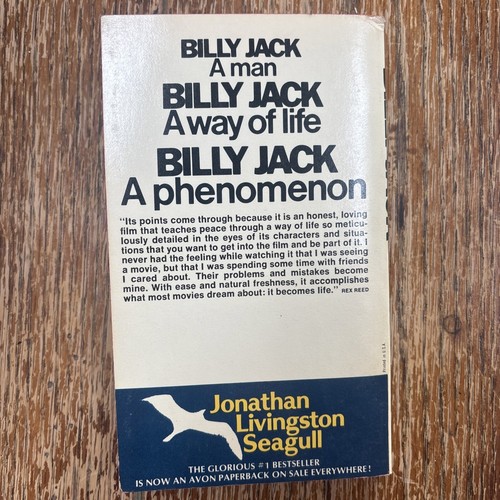 BILLY JACK
A man
BILLY JACK
A way of life
BILLY JACK
A phenomenon
"Its points come through because it is an honest, loving
film that teaches peace through a way of life so meticu-
lously detailed in the eyes of its characters and situa-
tions that you want to get into the film and be part of it. I
never had the feeling while watching it that I was seeing
a movie, but that I was spending some time with friends
I cared about. Their problems and mistakes become
mine. With ease and natural freshness, it accomplishes
what most movies dream about: it becomes life." REX REED
Printed in U.S.A.
Jonathan
Livingston
Seagull
THE GLORIOUS #1 BESTSELLER
IS NOW AN AVON PAPERBACK ON SALE EVERYWHERE!